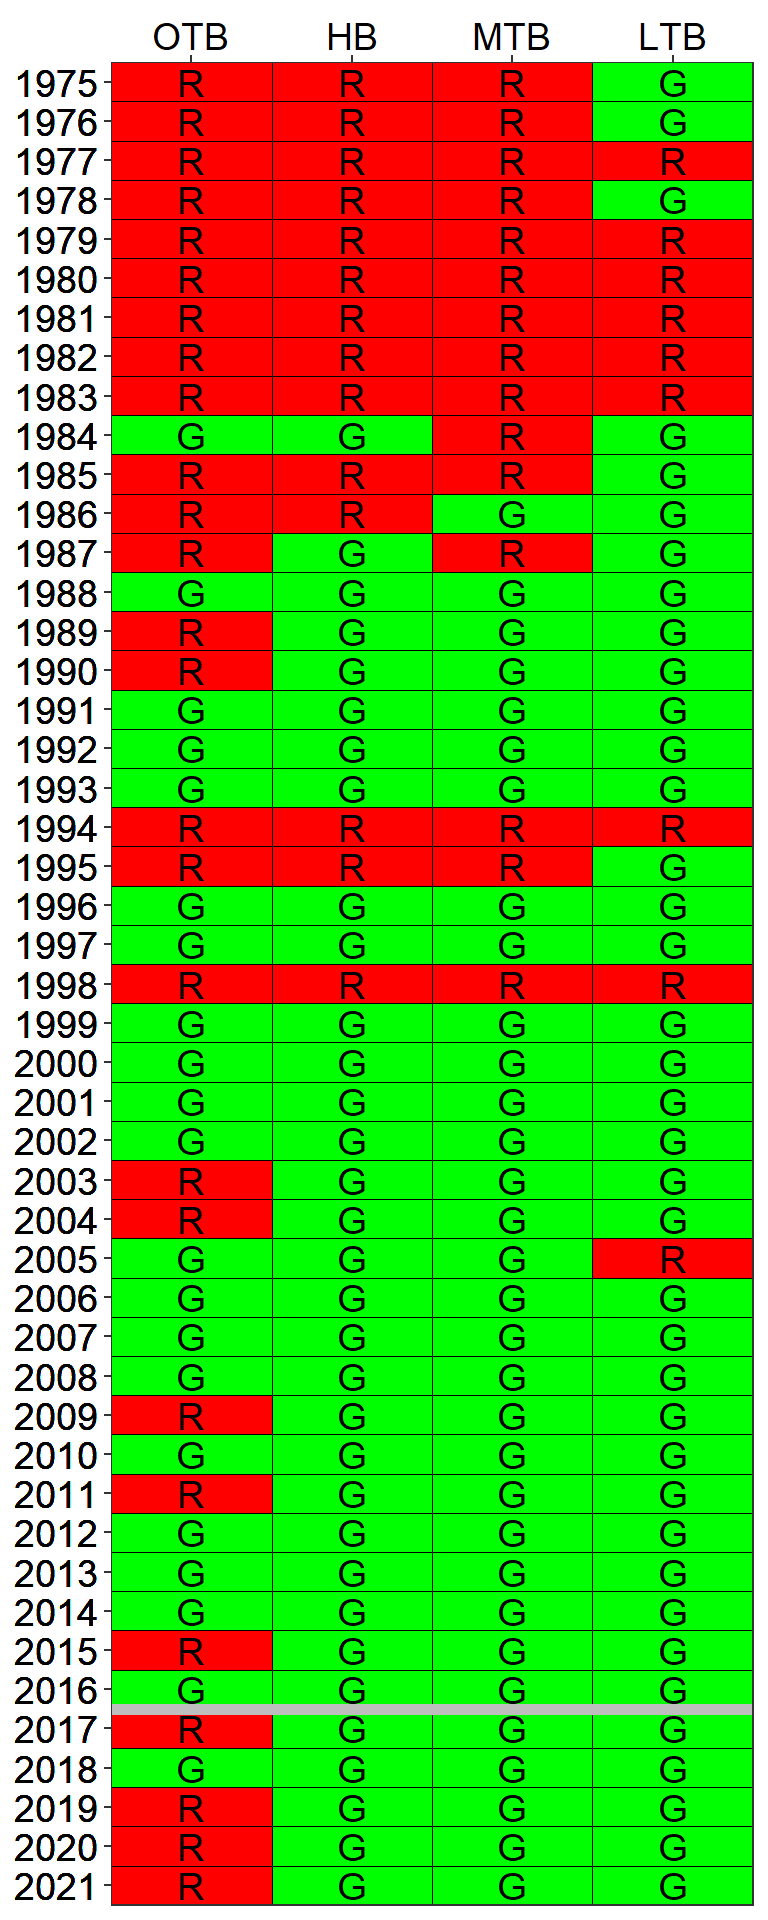 OTB HB MTB LTB
1975 R R R G
1976 R R R G
1977 R R R R
1978 R R R G
1979 R R R R
1980 R R R R
1981 R R R R
1982 R R R R
1983 R R R R
1984 G G R G
1985 R R R G
1986 R R G G
1987 R G R G
1988 G G G G
1989 R G G G
1990 R G G G
1991 G G G G
1992 G G G G
1993 G G G G
1994 R R R R
1995 R R R G
1996 G G G G
1997 G G G G
1998 R R R R
1999 G G G G
2000 G G G G
2001 G G G G
2002 G G G G
2003 R G G G
2004 R G G G
2005 G G G R
2006 G G G G
2007 G G G G
2008 G G G G
2009 R G G G
2010 G G G G
2011 R G G G
2012 G G G G
2013 G G G G
2014 G G G G
2015 R G G G
2016 G G G G
2017 R G G G
2018 G G G G
2019 R G G G
2020 R G G G
2021 R G G G